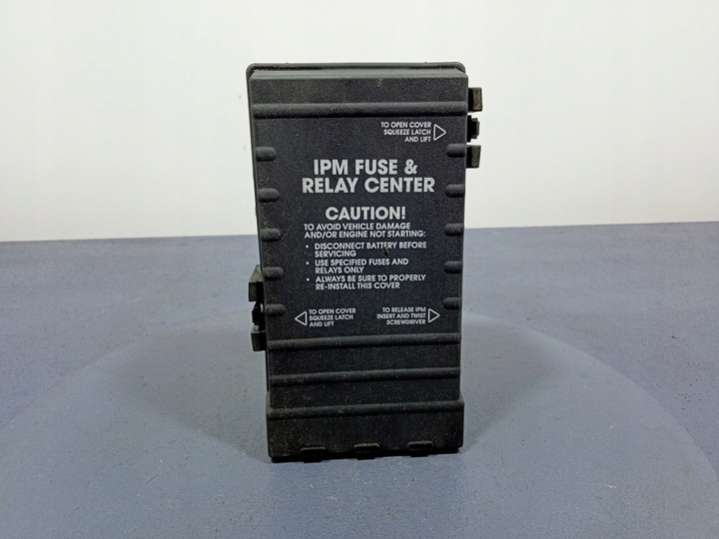 TO OPEN COVER
SQUEEZE LATCH
AND LIFT
IPM FUSE &
RELAY CENTER
CAUTION!
TO AVOID VEHICLE DAMAGE
AND/OR ENGINE NOT STARTING:
• DISCONNECT BATTERY BEFORE
SERVICING
• USE SPECIFIED FUSES AND
RELAYS ONLY
• ALWAYS BE SURE TO PROPERLY
RE-INSTALL THIS COVER
TO OPEN COVER
SQUEEZE LATCH
AND LIFT
TO RELEASE IPM
INSERT AND TWIST
SCREWDRIVER